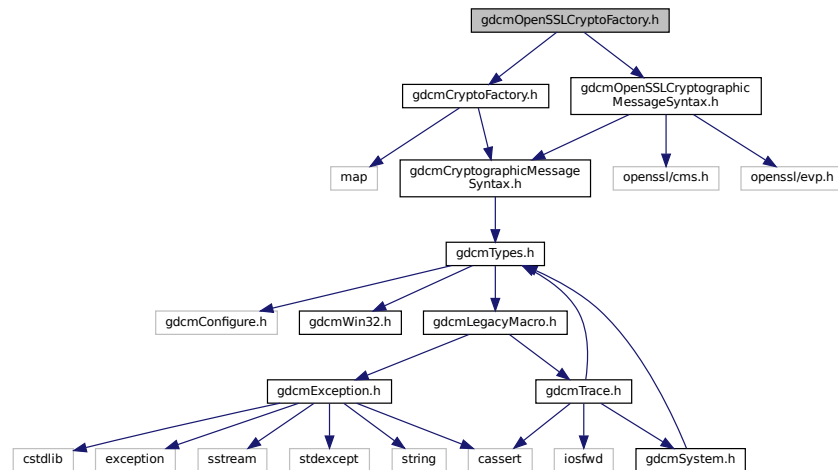 gdcmOpenSSLCryptoFactory.h
gdcmCryptoFactory.h
gdcmOpenSSLCryptographic
MessageSyntax.h
map
gdcmCryptographicMessage
Syntax.h
openssl/cms.h
openssl/evp.h
gdcmTypes.h
gdcmConfigure.h
gdcmWin32.h
gdcmLegacyMacro.h
gdcmException.h
gdcmTrace.h
cstdlib
exception
sstream
stdexcept
string
cassert
iosfwd
gdcmSystem.h